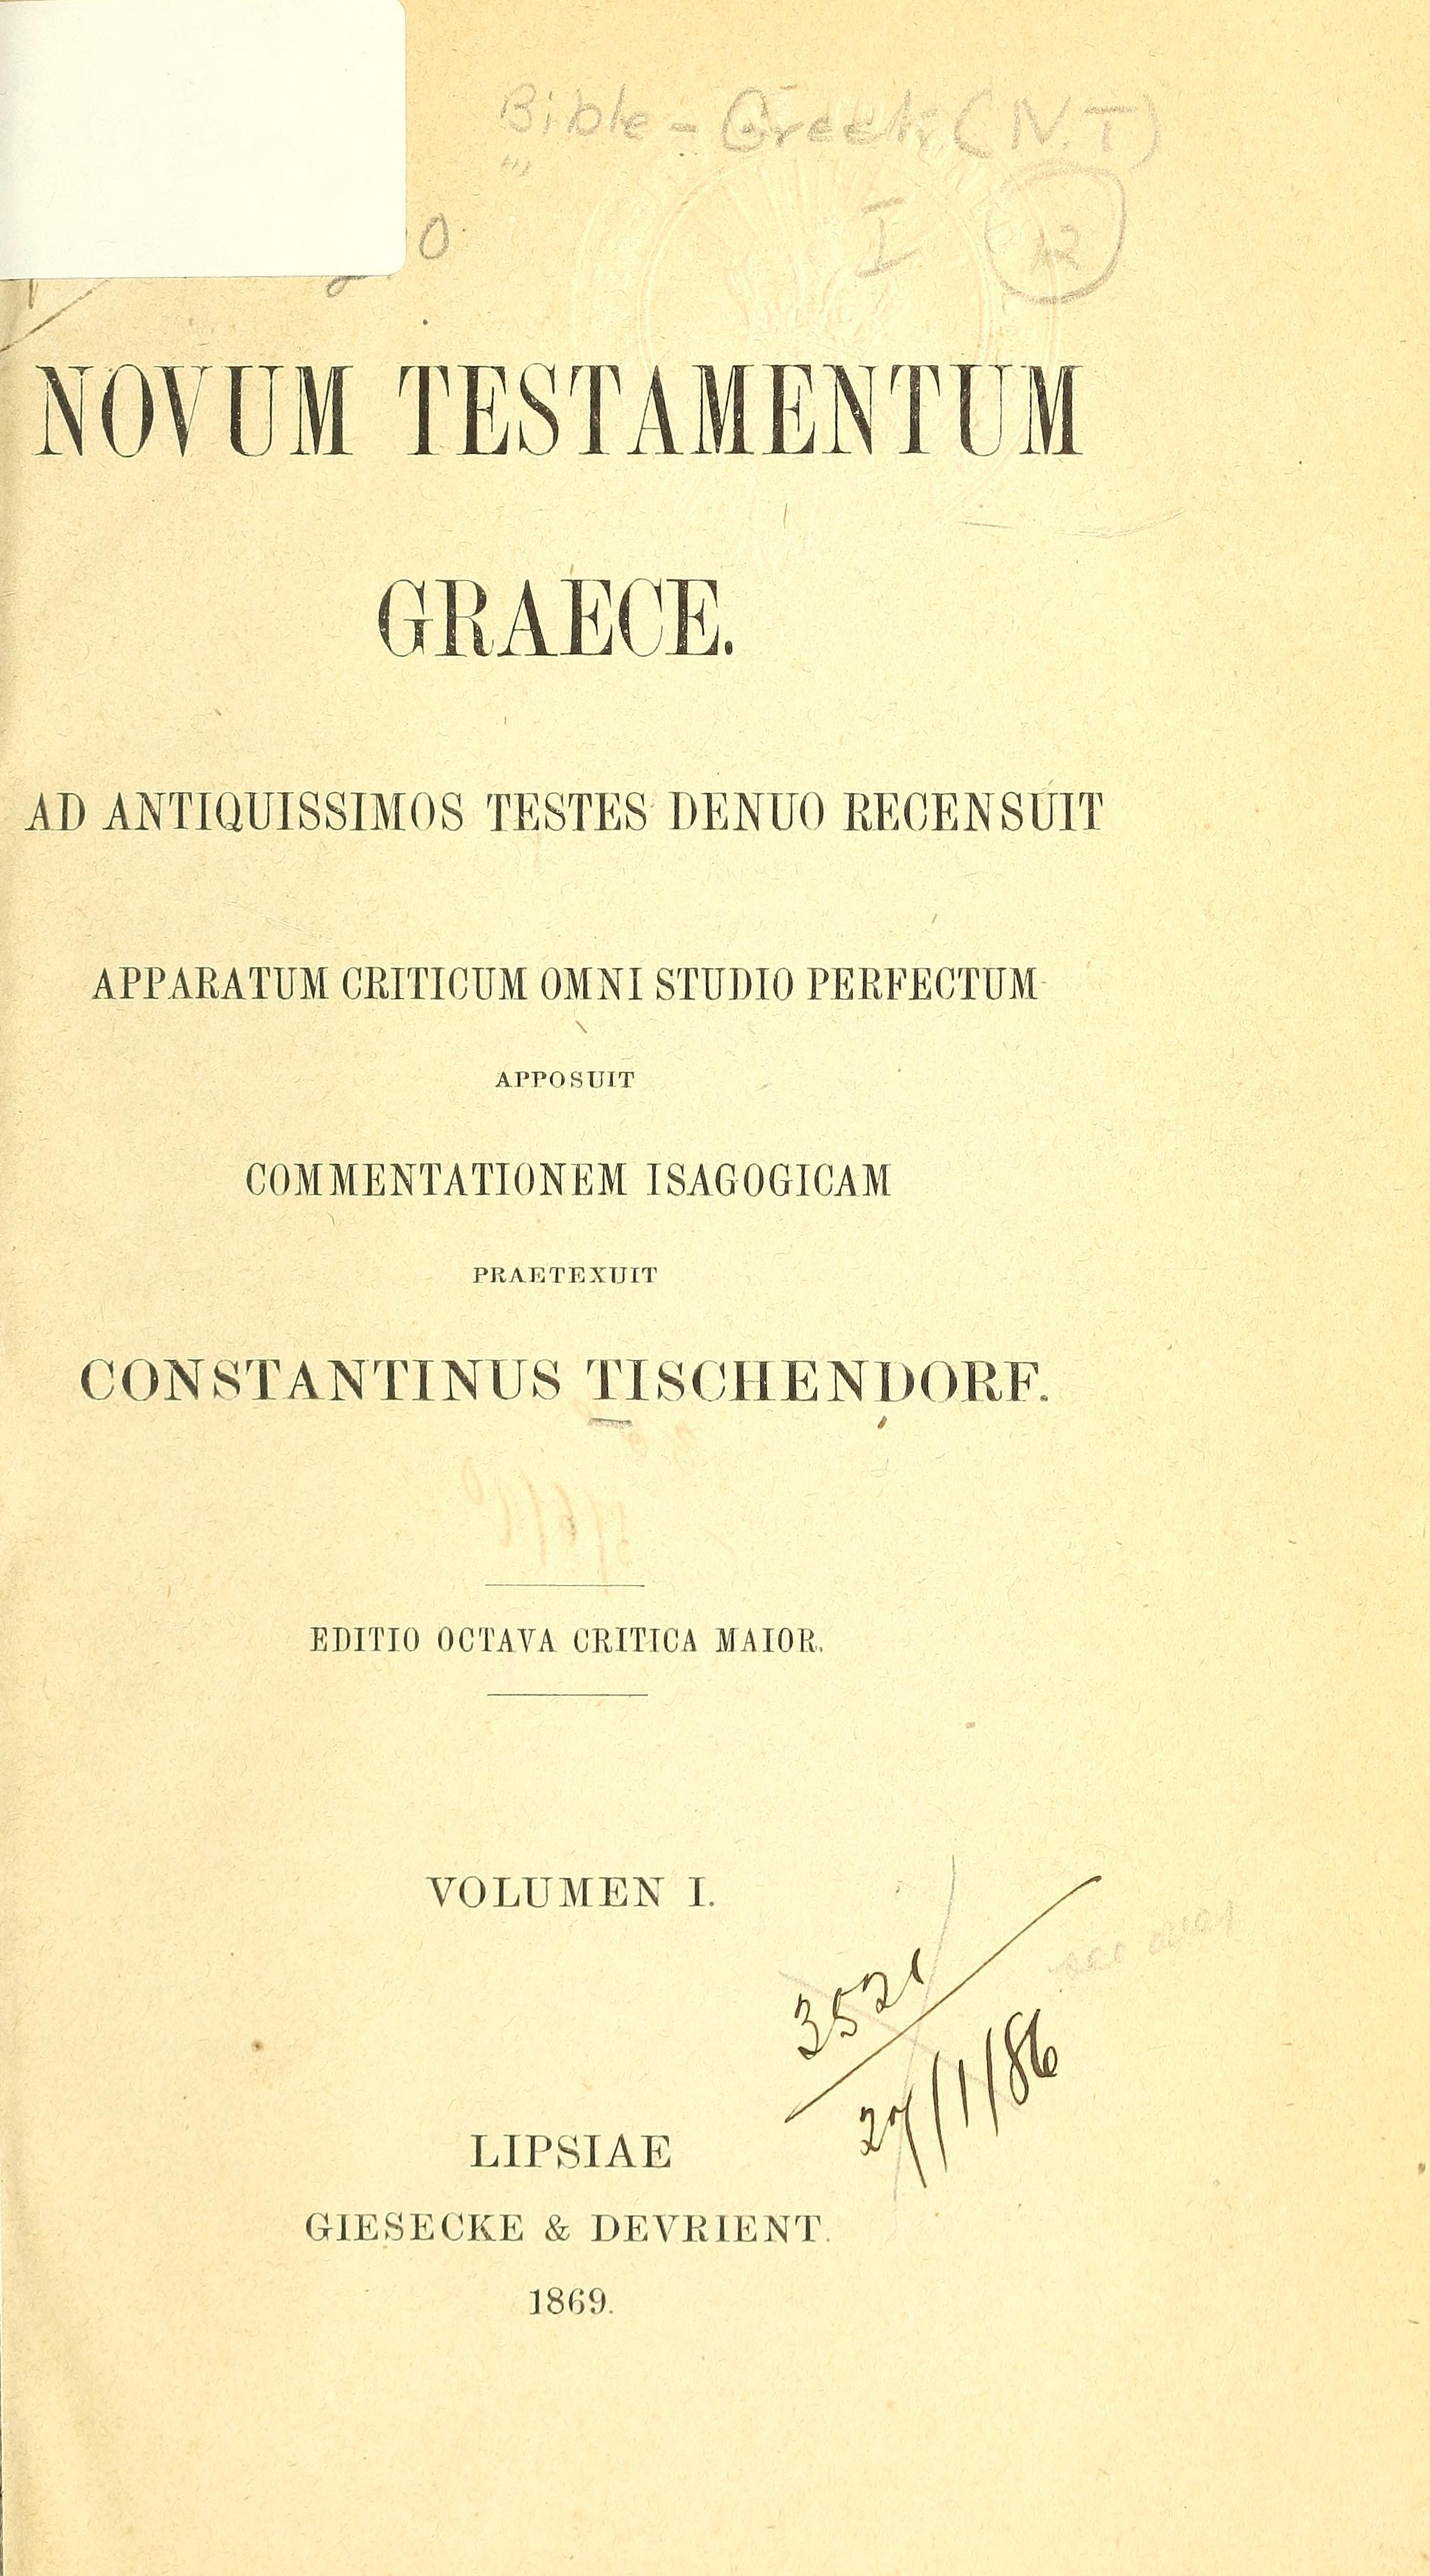 Bible - Greek (N.T)
I 12
NOVUM TESTAMENTUM
GRAECE.
AD ANTIQUISSIMOS TESTES DENUO RECENSUIT
APPARATUM CRITICUM OMNI STUDIO PERFECTUM
APPOSUIT
COMMENTATIONEM ISAGOGICAM
PRAETEXUIT
CONSTANTINUS TISCHENDORF.
EDITIO OCTAVA CRITICA MAIOR.
VOLUMEN I.
3521
27/1/86
LIPSIAE
GIESECKE & DEVRIENT.
1869.